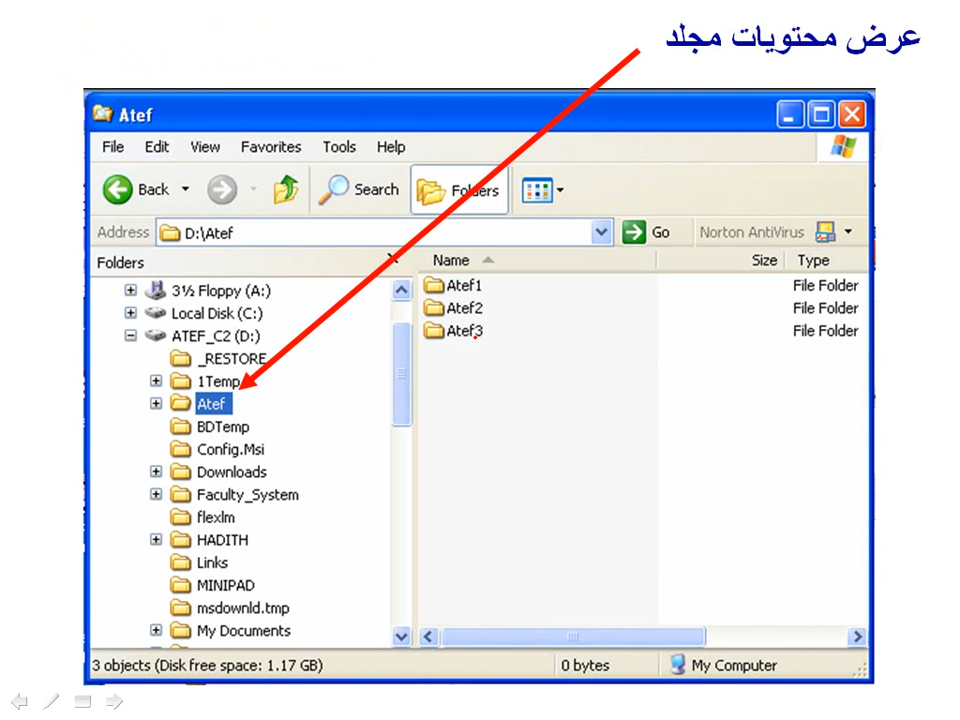 عرض محتويات مجلد
Atef
File Edit View Favorites Tools Help
Back Search Folders
Address D:\Atef Go Norton AntiVirus
Folders
Name Size Type
3½ Floppy (A:)
Local Disk (C:)
ATEF_C2 (D:)
_RESTORE
1Temp
Atef
BDTemp
Config.Msi
Downloads
Faculty_System
flexlm
HADITH
Links
MINIPAD
msdownld.tmp
My Documents
Atef1 File Folder
Atef2 File Folder
Atef3 File Folder
3 objects (Disk free space: 1.17 GB) 0 bytes My Computer